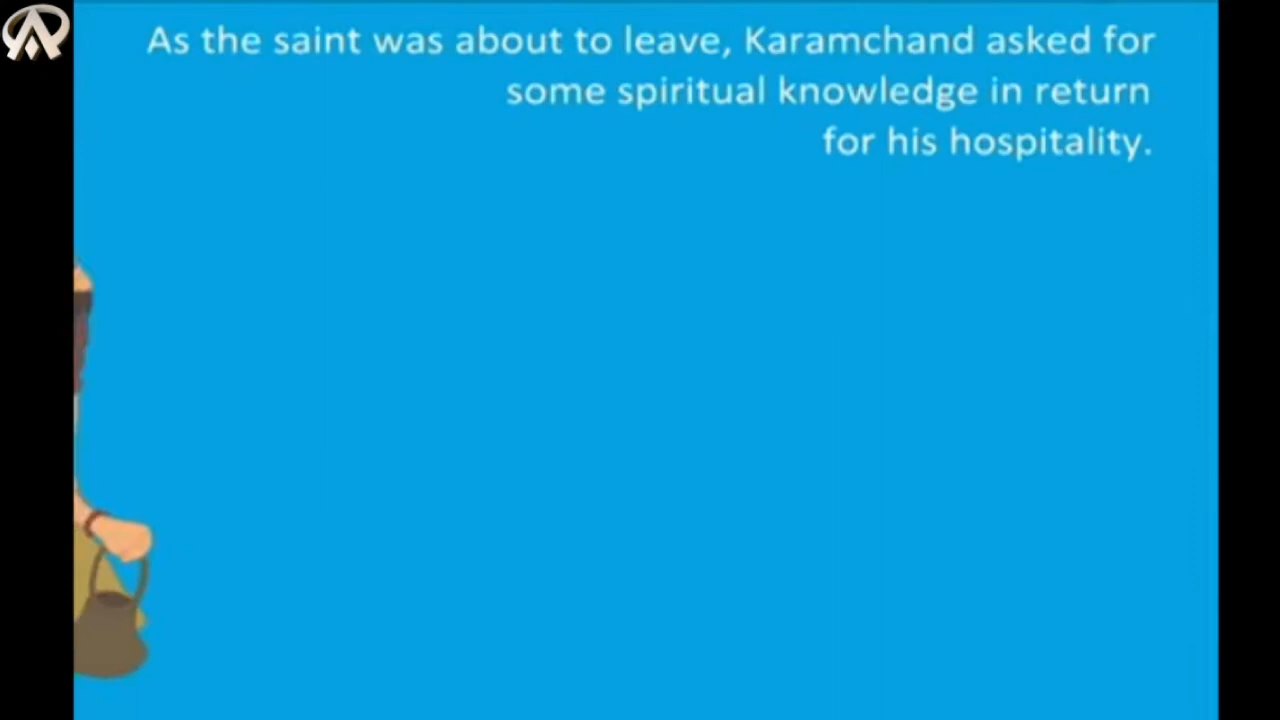 As the saint was about to leave, Karamchand asked for
some spiritual knowledge in return
for his hospitality.